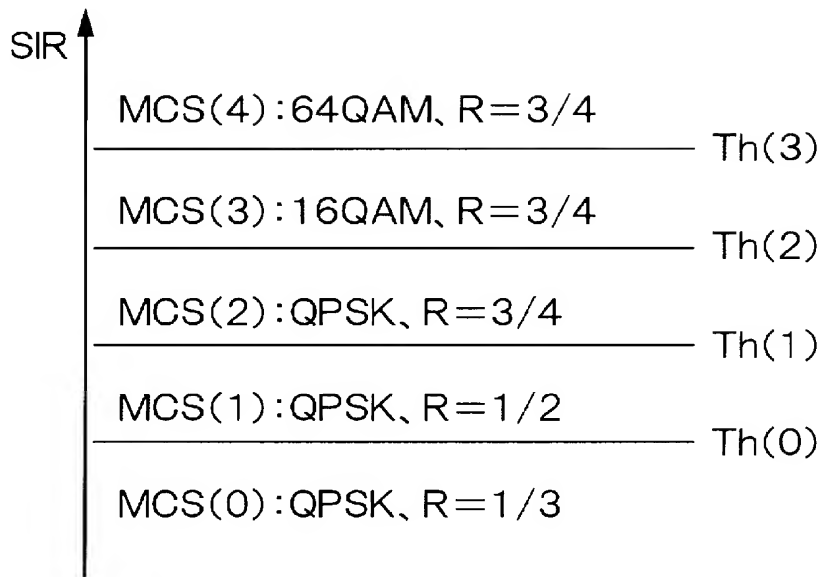 SIR
MCS(4):64QAM、R=3/4
Th(3)
MCS(3):16QAM、R=3/4
Th(2)
MCS(2):QPSK、R=3/4
Th(1)
MCS(1):QPSK、R=1/2
Th(0)
MCS(0):QPSK、R=1/3